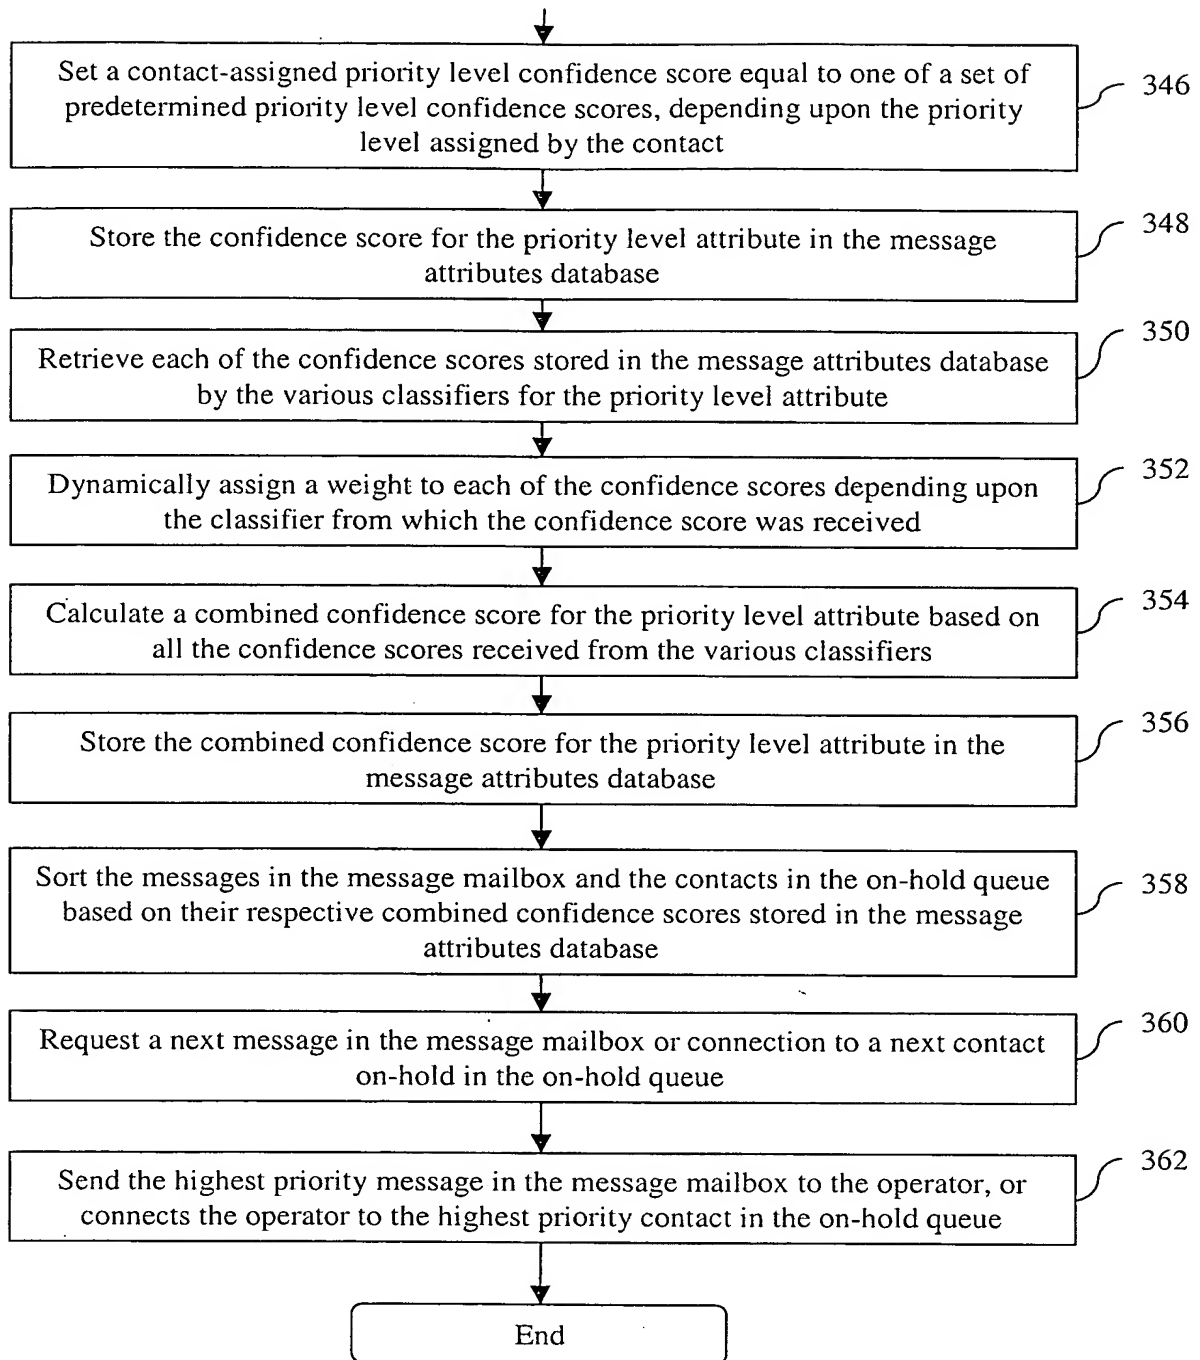 Set a contact-assigned priority level confidence score equal to one of a set of
predetermined priority level confidence scores, depending upon the priority
level assigned by the contact
346
Store the confidence score for the priority level attribute in the message
attributes database
348
Retrieve each of the confidence scores stored in the message attributes database
by the various classifiers for the priority level attribute
350
Dynamically assign a weight to each of the confidence scores depending upon
the classifier from which the confidence score was received
352
Calculate a combined confidence score for the priority level attribute based on
all the confidence scores received from the various classifiers
354
Store the combined confidence score for the priority level attribute in the
message attributes database
356
Sort the messages in the message mailbox and the contacts in the on-hold queue
based on their respective combined confidence scores stored in the message
attributes database
358
Request a next message in the message mailbox or connection to a next contact
on-hold in the on-hold queue
360
Send the highest priority message in the message mailbox to the operator, or
connects the operator to the highest priority contact in the on-hold queue
362
End